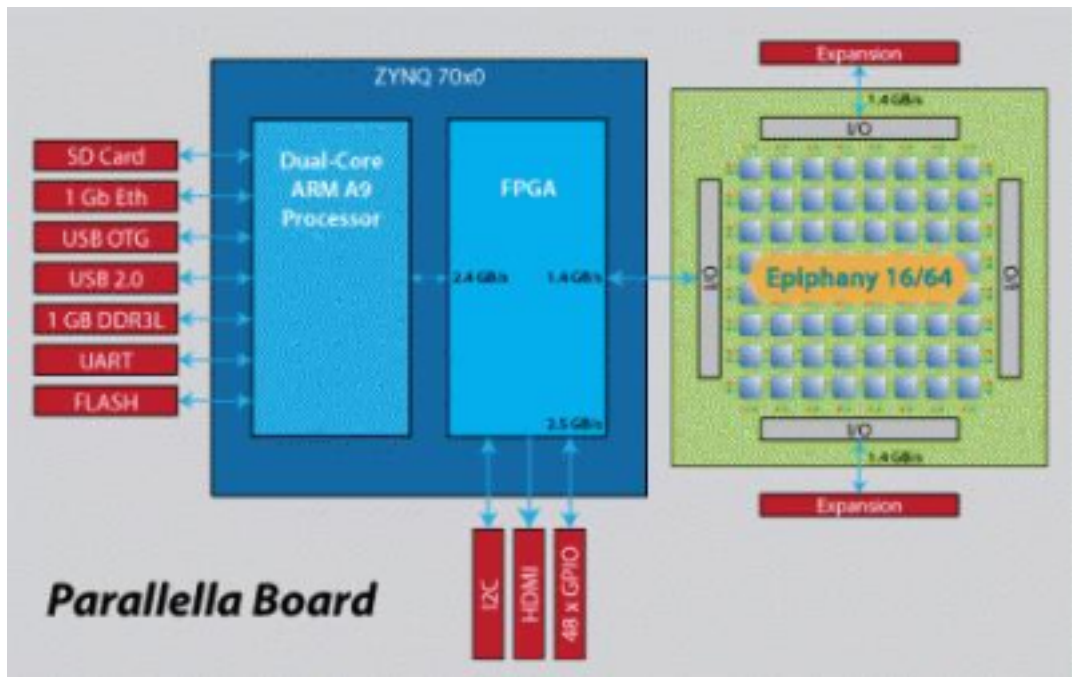 Expansion
ZYNQ 70x0
1.4 GB/s
I/O
SD Card
1 Gb Eth
USB OTG
USB 2.0
1 GB DDR3L
UART
FLASH
Dual-Core
ARM A9
Processor
FPGA
2.4 GB/s
1.4 GB/s
2.5 GB/s
I/O
Epiphany 16/64
I/O
I/O
1.4 GB/s
Expansion
I2C
HDMI
48 x GPIO
Parallella Board